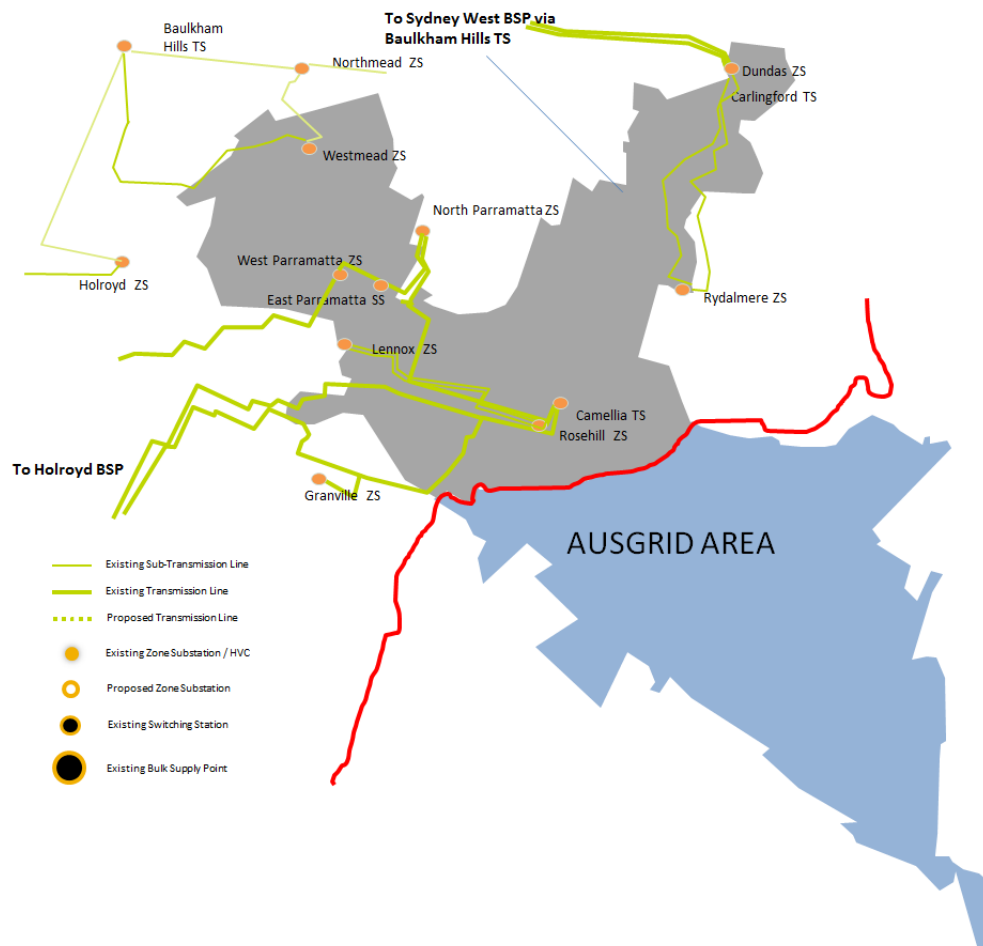 To Sydney West BSP via
Baulkham Hills TS
Baulkham
Hills TS
Northmead ZS
Dundas ZS
Carlingford TS
Westmead ZS
North Parramatta ZS
West Parramatta ZS
Holroyd ZS
East Parramatta SS
Rydalmere ZS
Lennox ZS
Camellia TS
Rosehill ZS
To Holroyd BSP
Granville ZS
AUSGRID AREA
Existing Sub-Transmission Line
Existing Transmission Line
Proposed Transmission Line
Existing Zone Substation / HVC
Proposed Zone Substation
Existing Switching Station
Existing Bulk Supply Point